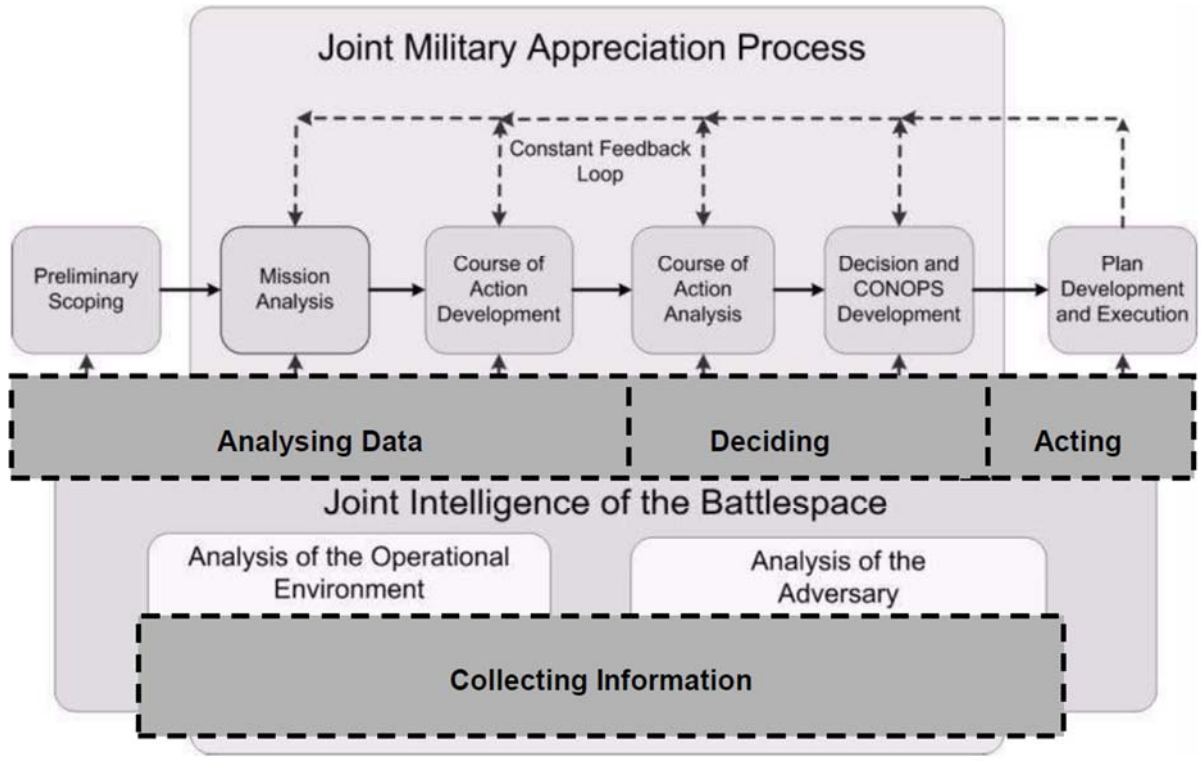 Joint Military Appreciation Process
Constant Feedback
Loop
Preliminary
Scoping
Mission
Analysis
Course of
Action
Development
Course of
Action
Analysis
Decision and
CONOPS
Development
Plan
Development
and Execution
Analysing Data
Deciding
Acting
Joint Intelligence of the Battlespace
Analysis of the Operational
Environment
Analysis of the
Adversary
Collecting Information